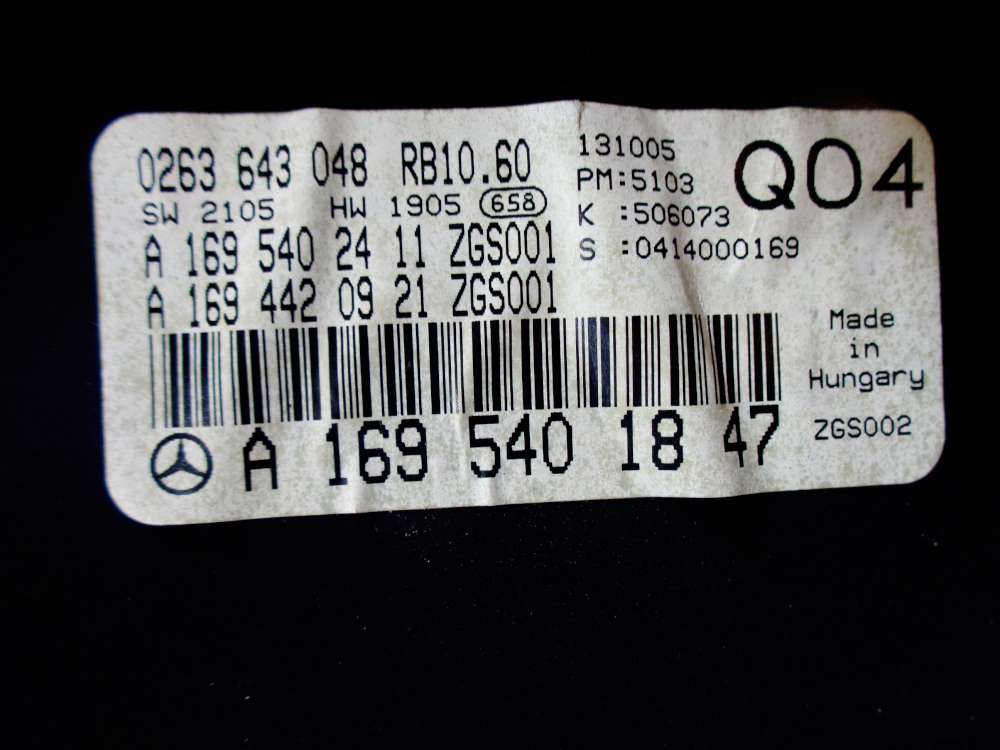 0263 643 048 RB10.60
SW 2105 HW 1905 658
A 169 540 24 11 ZGS001
A 169 442 09 21 ZGS001
131005
PM:5103
K :506073
S :0414000169
Q04
Made
in
Hungary
ZGS002
A 169 540 18 47